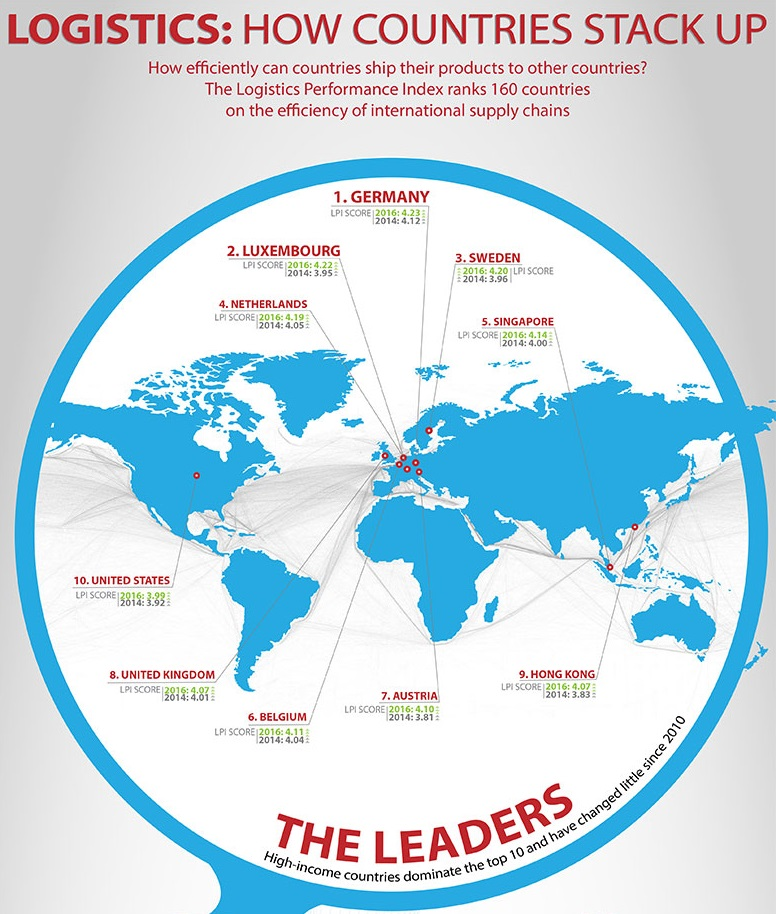 LOGISTICS: HOW COUNTRIES STACK UP
How efficiently can countries ship their products to other countries?
The Logistics Performance Index ranks 160 countries
on the efficiency of international supply chains
1. GERMANY
LPI SCORE 2016: 4.23
2014: 4.12
2. LUXEMBOURG
LPI SCORE 2016: 4.22
2014: 3.95
3. SWEDEN
2016: 4.20 LPI SCORE
2014: 3.96
4. NETHERLANDS
LPI SCORE 2016: 4.19
2014: 4.05
5. SINGAPORE
LPI SCORE 2016: 4.14
2014: 4.00
10. UNITED STATES
LPI SCORE 2016: 3.99
2014: 3.92
8. UNITED KINGDOM
LPI SCORE 2016: 4.07
2014: 4.01
9. HONG KONG
LPI SCORE 2016: 4.07
2014: 3.83
7. AUSTRIA
LPI SCORE 2016: 4.10
2014: 3.81
6. BELGIUM
LPI SCORE 2016: 4.11
2014: 4.04
THE LEADERS
High-income countries dominate the top 10 and have changed little since 2010